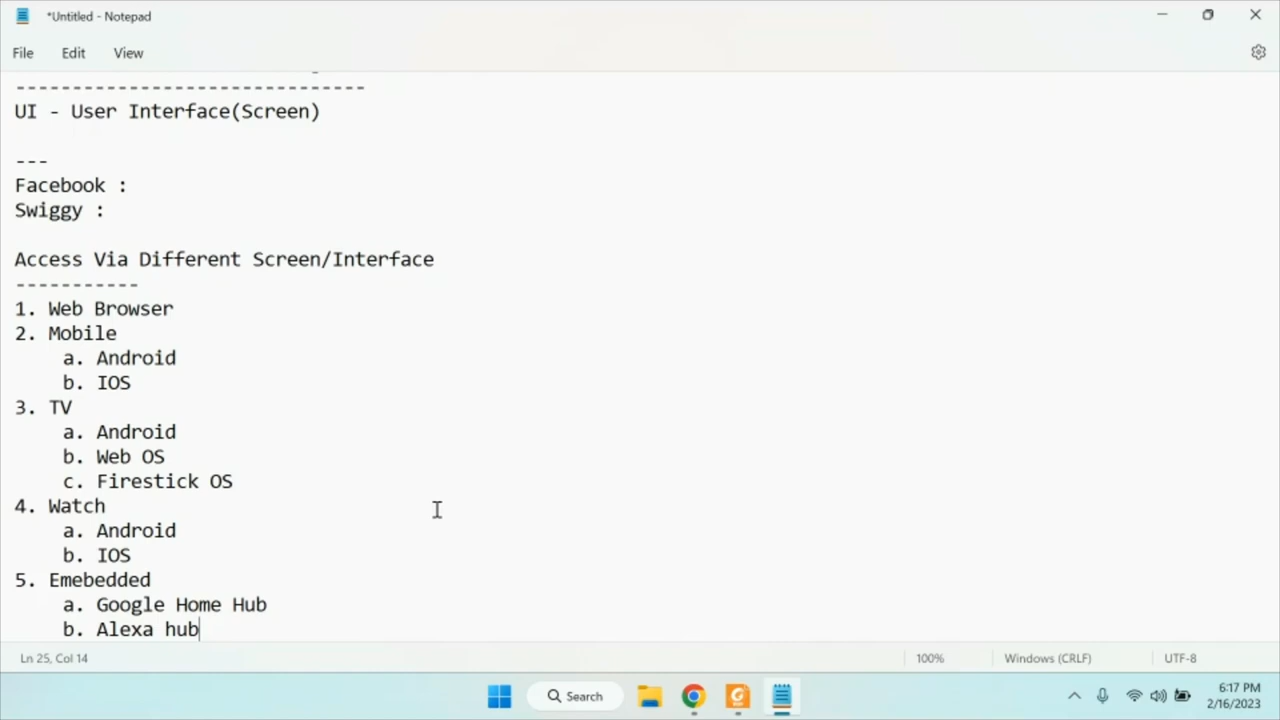 *Untitled - Notepad
File Edit View
-------------------------------
UI - User Interface(Screen)
---
Facebook :
Swiggy :
Access Via Different Screen/Interface
-----------
1. Web Browser
2. Mobile
a. Android
b. IOS
3. TV
a. Android
b. Web OS
c. Firestick OS
4. Watch
a. Android
b. IOS
5. Emebedded
a. Google Home Hub
b. Alexa hub
Ln 25, Col 14 100% Windows (CRLF) UTF-8
Search
6:17 PM
2/16/2023